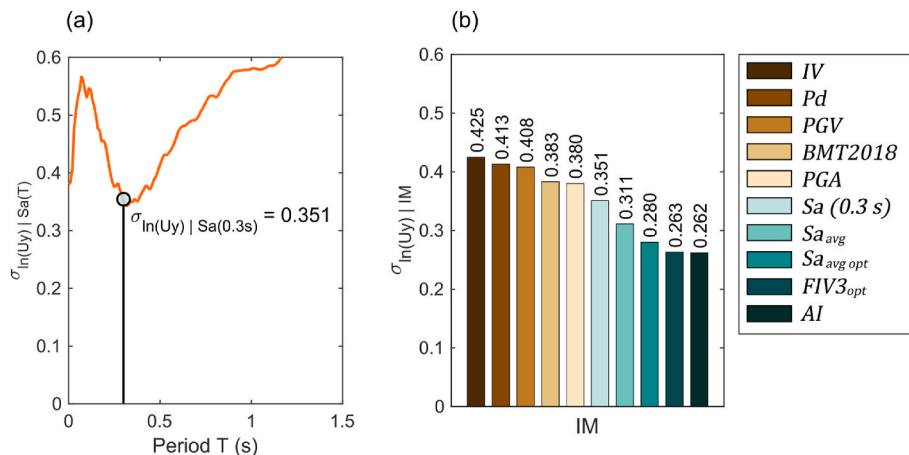 (a)
0.6
0.5
0.4
0.3
0.2
0.1
0
σln(Uy) | Sa(T)
σln(Uy) | Sa(0.3s) = 0.351
0 0.5 1 1.5
Period T (s)
(b)
0.6
0.5
0.4
0.3
0.2
0.1
0
σln(Uy) | IM
0.425
0.413
0.408
0.383
0.380
0.351
0.311
0.280
0.263
0.262
IM
IV
Pd
PGV
BMT2018
PGA
Sa (0.3 s)
Sa avg
Sa avg opt
FIV3opt
AI